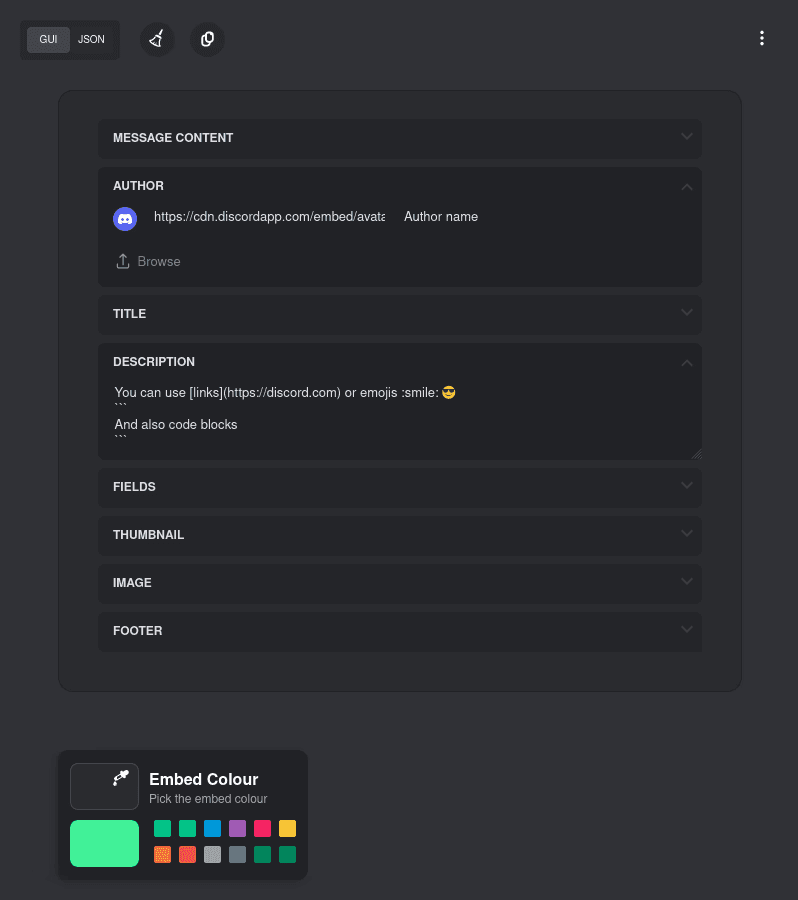 GUI JSON
MESSAGE CONTENT
AUTHOR
https://cdn.discordapp.com/embed/avata Author name
Browse
TITLE
DESCRIPTION
You can use [links](https://discord.com) or emojis :smile: 😎
```
And also code blocks
```
FIELDS
THUMBNAIL
IMAGE
FOOTER
Embed Colour
Pick the embed colour